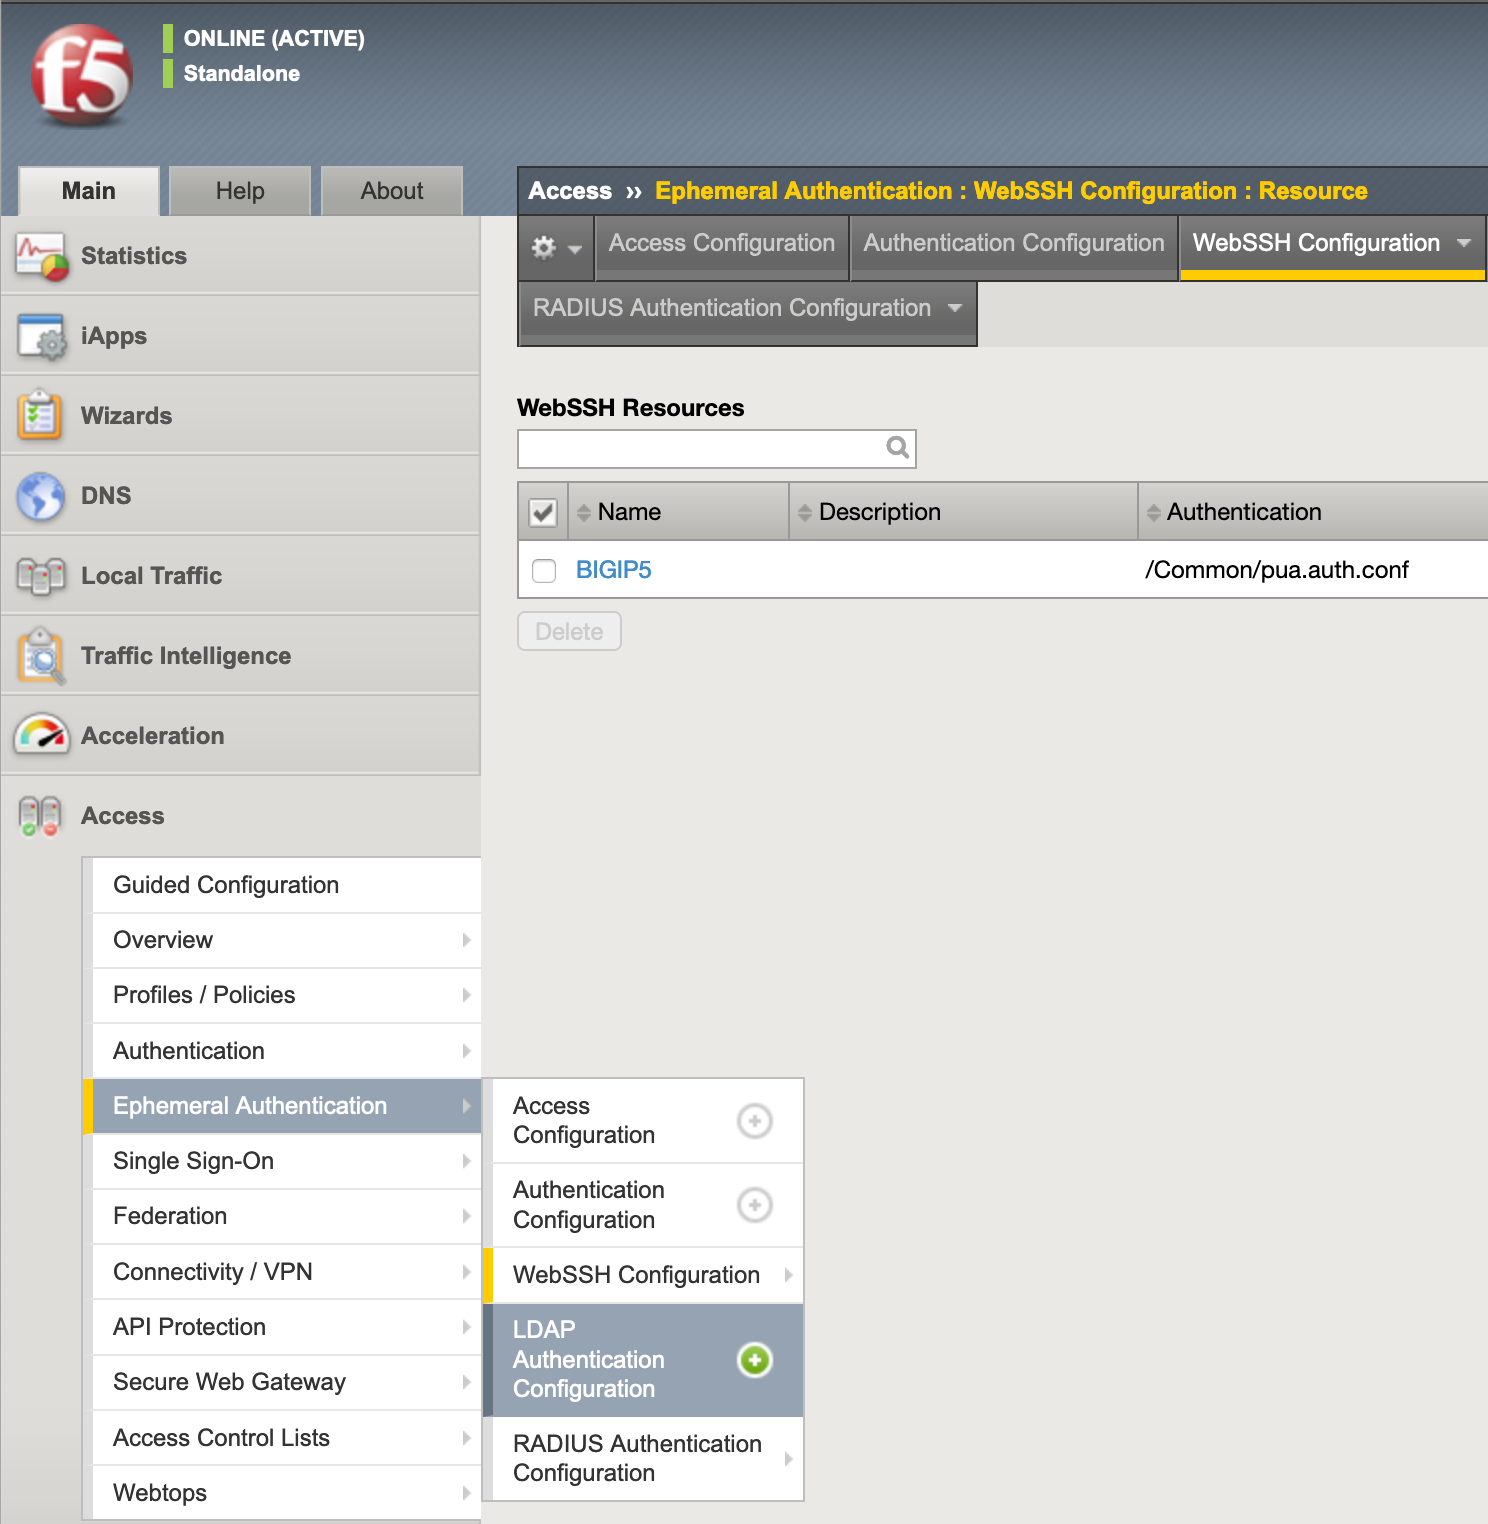 f5
ONLINE (ACTIVE)
Standalone
Main
Help
About
Access ›› Ephemeral Authentication : WebSSH Configuration : Resource
Access Configuration
Authentication Configuration
WebSSH Configuration
RADIUS Authentication Configuration
Statistics
iApps
Wizards
DNS
Local Traffic
Traffic Intelligence
Acceleration
Access
WebSSH Resources
Name
Description
Authentication
BIGIP5
/Common/pua.auth.conf
Delete
Guided Configuration
Overview
Profiles / Policies
Authentication
Ephemeral Authentication
Single Sign-On
Federation
Connectivity / VPN
API Protection
Secure Web Gateway
Access Control Lists
Webtops
Access
Configuration
Authentication
Configuration
WebSSH Configuration
LDAP
Authentication
Configuration
RADIUS Authentication
Configuration